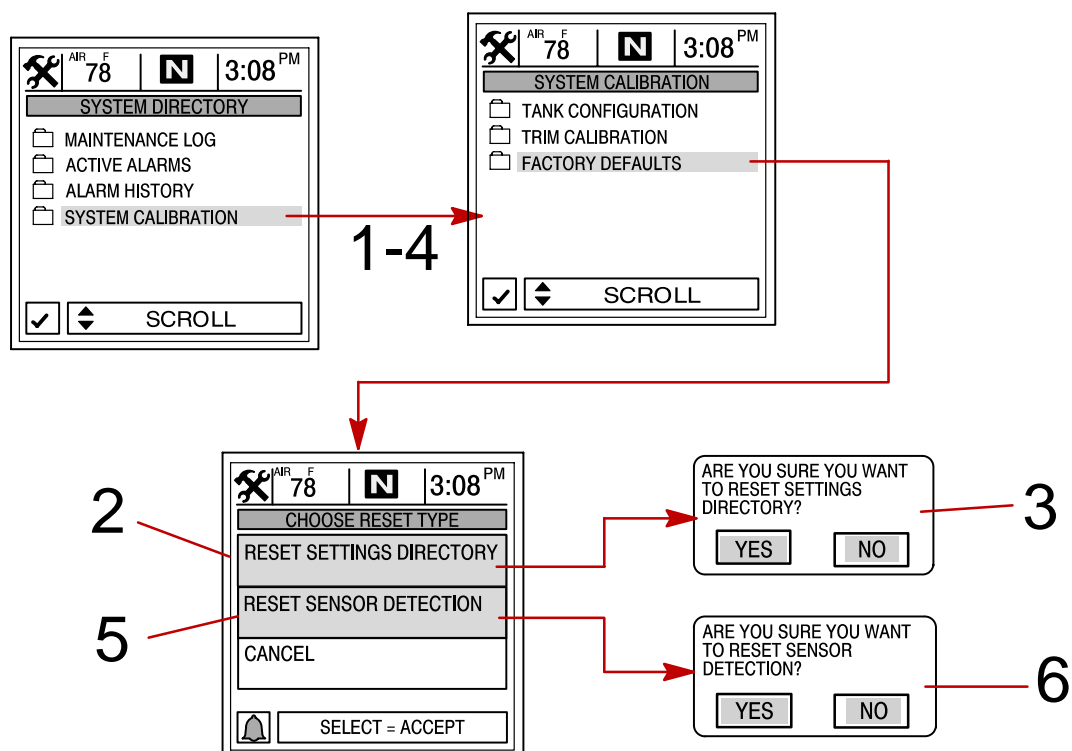 AIR F 78 N 3:08 PM
SYSTEM DIRECTORY
MAINTENANCE LOG
ACTIVE ALARMS
ALARM HISTORY
SYSTEM CALIBRATION
SCROLL
1-4
AIR F 78 N 3:08 PM
SYSTEM CALIBRATION
TANK CONFIGURATION
TRIM CALIBRATION
FACTORY DEFAULTS
SCROLL
2
5
AIR F 78 N 3:08 PM
CHOOSE RESET TYPE
RESET SETTINGS DIRECTORY
RESET SENSOR DETECTION
CANCEL
SELECT = ACCEPT
ARE YOU SURE YOU WANT
TO RESET SETTINGS
DIRECTORY?
YES NO
3
ARE YOU SURE YOU WANT
TO RESET SENSOR
DETECTION?
YES NO
6